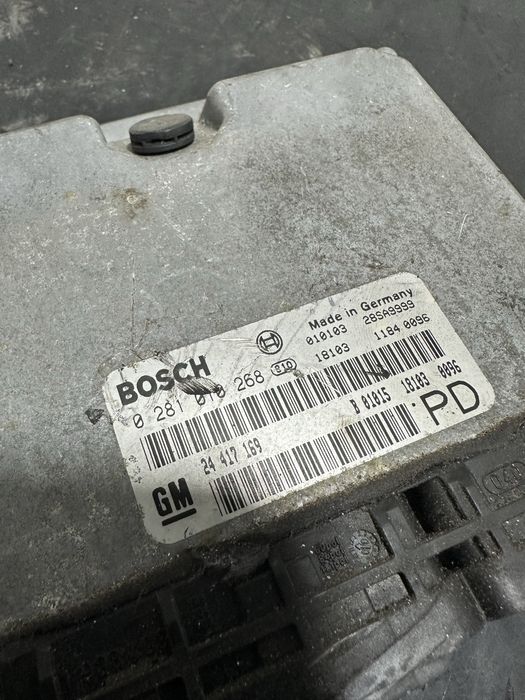 Made in Germany
BOSCH 010103 28SA9999
0 281 010 268 810 18103 1184 0096
B 01015 18103 0096
24 417 169
GM PD